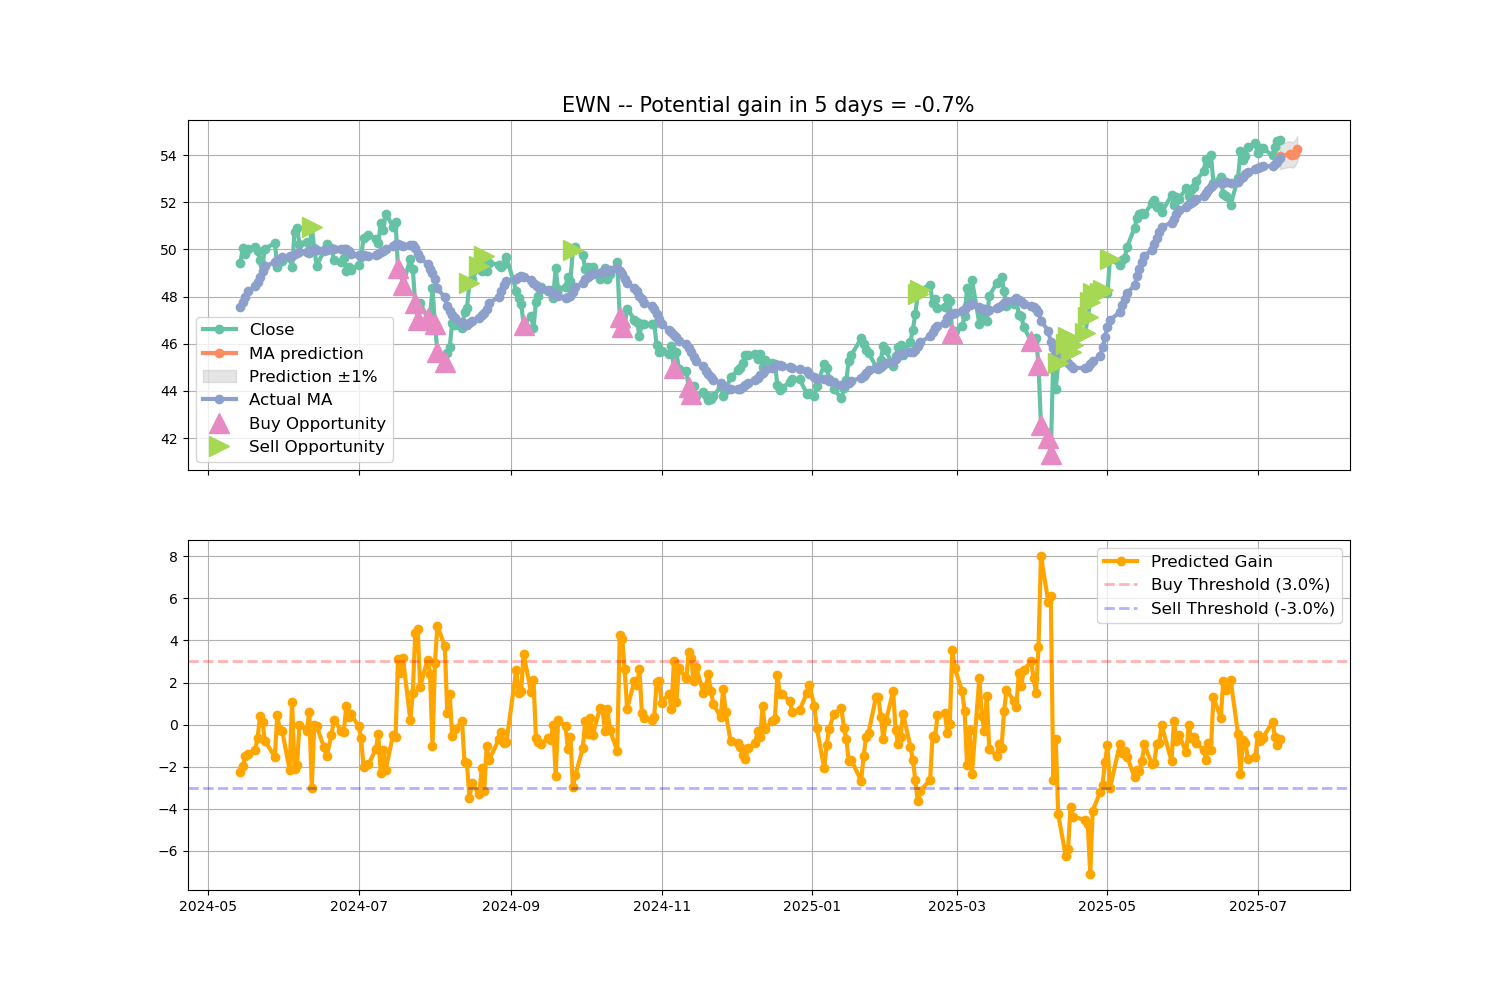 EWN -- Potential gain in 5 days = -0.7%
54
52
50
48
46
44
42
Close
MA prediction
Prediction ±1%
Actual MA
Buy Opportunity
Sell Opportunity
8
6
4
2
0
−2
−4
−6
Predicted Gain
Buy Threshold (3.0%)
Sell Threshold (-3.0%)
2024-05
2024-07
2024-09
2024-11
2025-01
2025-03
2025-05
2025-07